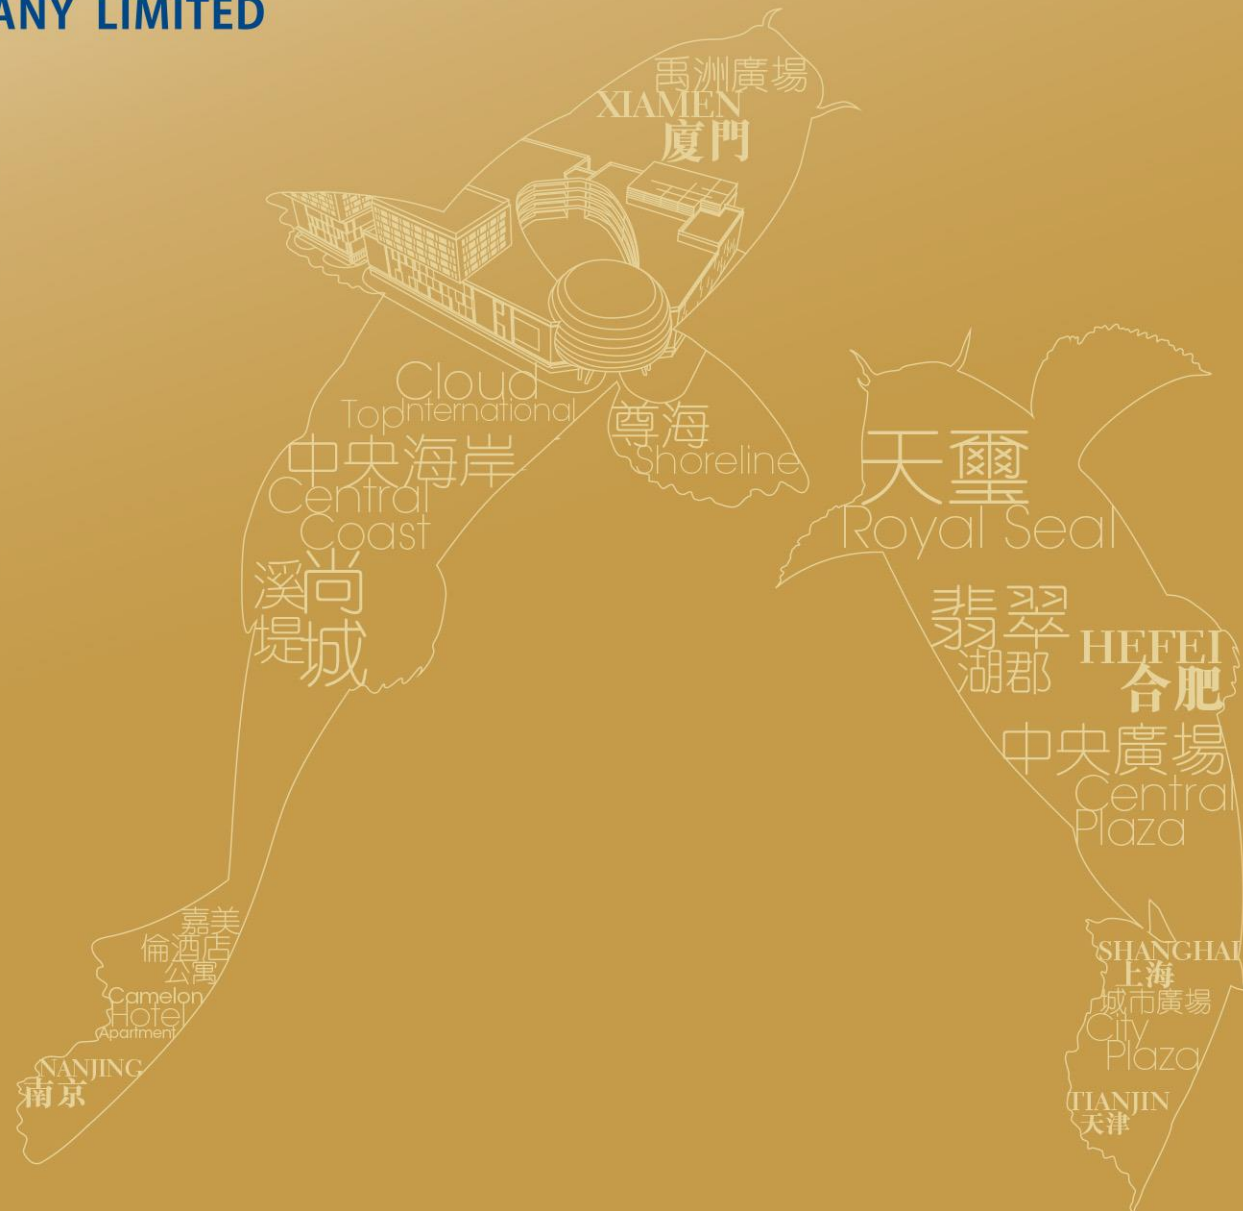 ANY LIMITED
禹洲廣場
XIAMEN
廈門
Cloud
Top International
中央海岸
Central
Coast
溪堤
尚城
尊海
Shoreline
天璽
Royal Seal
翡翠
湖郡
HEFEI
合肥
中央廣場
Central
Plaza
嘉美
倫酒店
公寓
Camelon
Hotel
Apartment
NANJING
南京
SHANGHAI
上海
城市廣場
City
Plaza
TIANJIN
天津